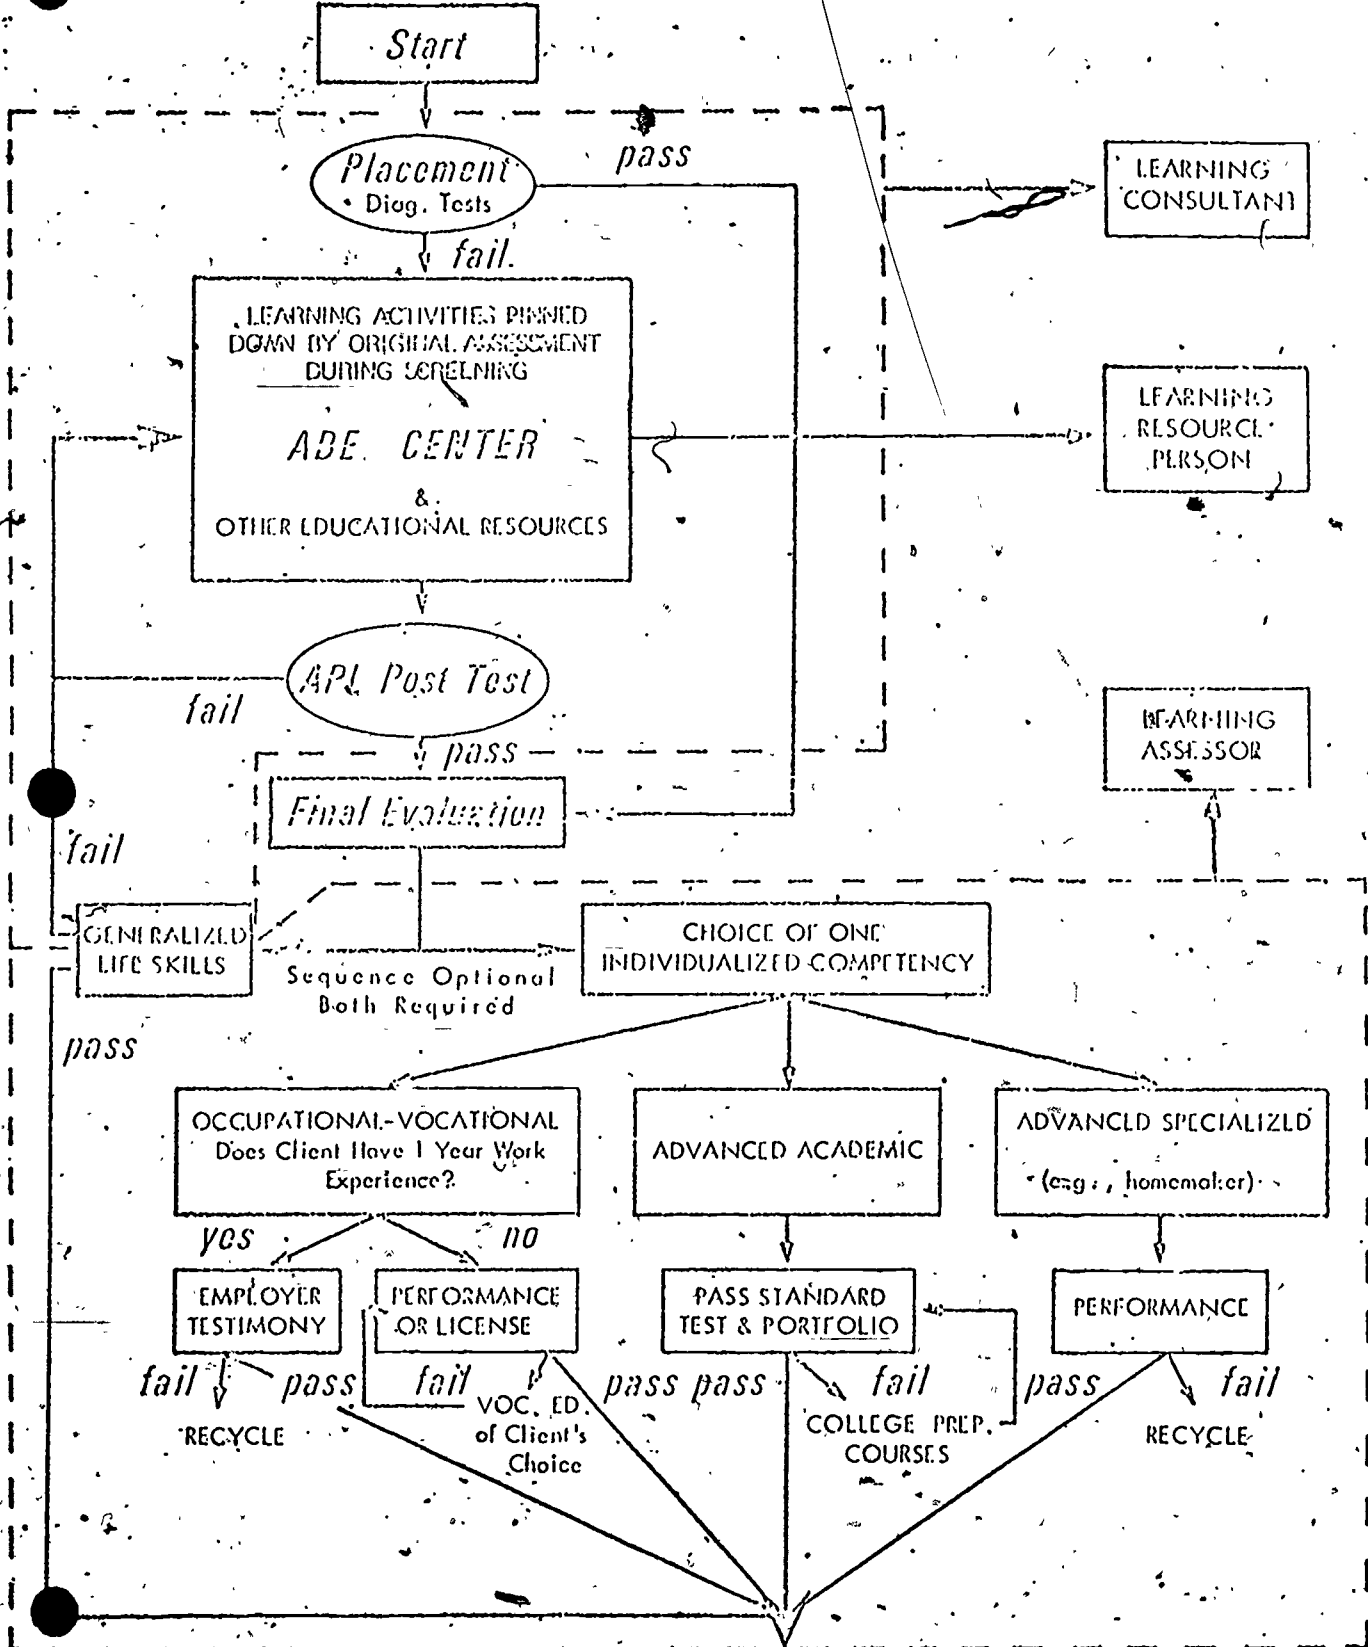 Start
Placement
Diag. Tests
pass
fail.
LEARNING
CONSULTANT
LEARNING ACTIVITIES PINNED
DOWN BY ORIGINAL ASSESSMENT
DURING SCREENING
ABE. CENTER
&
OTHER EDUCATIONAL RESOURCES
LEARNING
RESOURCE
PERSON
APL Post Test
fail
pass
LEARNING
ASSESSOR
Final Evaluation
fail
GENERALIZED
LIFE SKILLS
Sequence Optional
Both Required
CHOICE OF ONE
INDIVIDUALIZED COMPETENCY
pass
OCCUPATIONAL-VOCATIONAL
Does Client Have 1 Year Work
Experience?
ADVANCED ACADEMIC
ADVANCED SPECIALIZED
(e.g., homemaker)
yes
no
EMPLOYER
TESTIMONY
PERFORMANCE
OR LICENSE
PASS STANDARD
TEST & PORTFOLIO
PERFORMANCE
fail
pass
fail
pass
pass
fail
pass
fail
RECYCLE
VOC. ED.
of Client's
Choice
COLLEGE PREP.
COURSES
RECYCLE